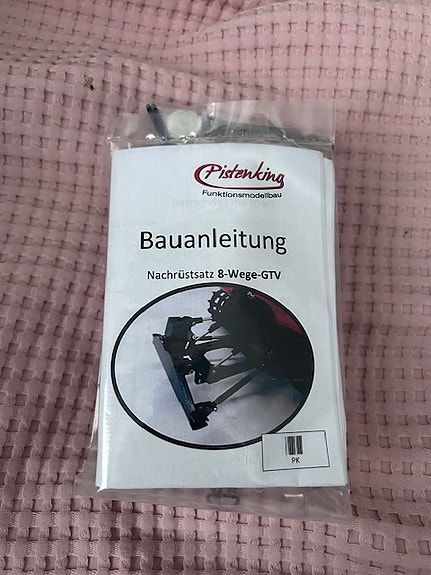 Pistenking
Funktionsmodellbau
Bauanleitung
Nachrüstsatz 8-Wege-GTV
PK